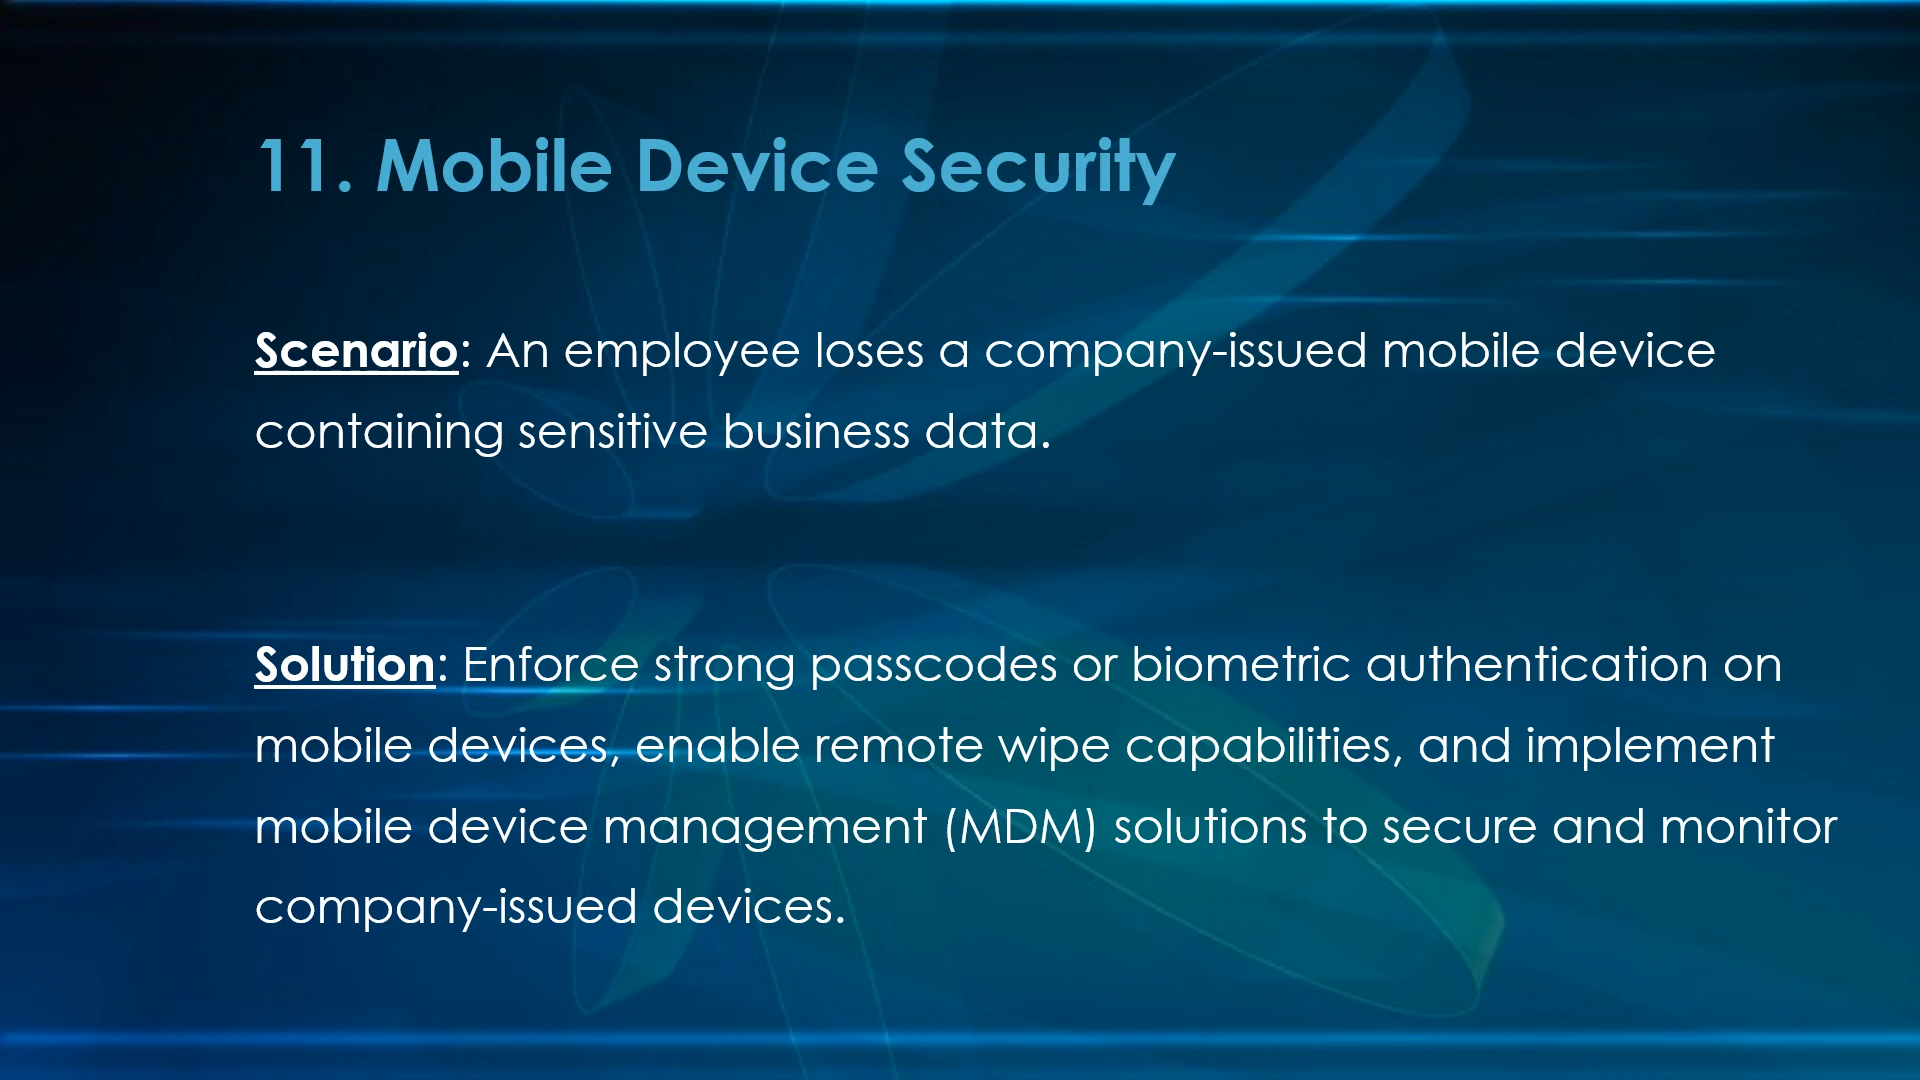 11. Mobile Device Security
Scenario: An employee loses a company-issued mobile device
containing sensitive business data.
Solution: Enforce strong passcodes or biometric authentication on
mobile devices, enable remote wipe capabilities, and implement
mobile device management (MDM) solutions to secure and monitor
company-issued devices.